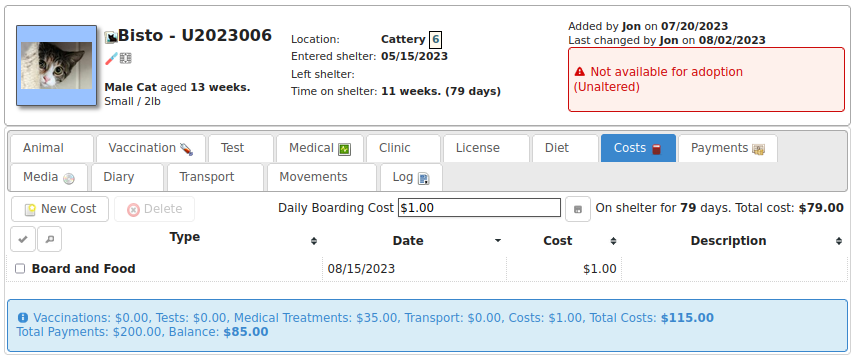 Bisto - U2023006
Male Cat aged 13 weeks.
Small / 2lb
Location: Cattery 6
Entered shelter: 05/15/2023
Left shelter:
Time on shelter: 11 weeks. (79 days)
Added by Jon on 07/20/2023
Last changed by Jon on 08/02/2023
Not available for adoption
(Unaltered)
Animal Vaccination Test Medical Clinic License Diet Costs Payments
Media Diary Transport Movements Log
New Cost Delete Daily Boarding Cost $1.00 On shelter for 79 days. Total cost: $79.00
Type Date Cost Description
Board and Food 08/15/2023 $1.00
Vaccinations: $0.00, Tests: $0.00, Medical Treatments: $35.00, Transport: $0.00, Costs: $1.00, Total Costs: $115.00
Total Payments: $200.00, Balance: $85.00